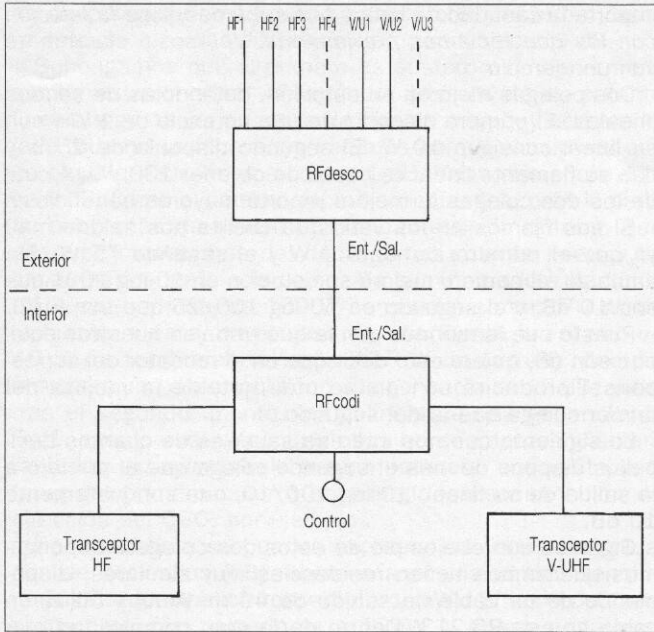 HF1 HF2 HF3 HF4 V/U1 V/U2 V/U3
RFdesco
Ent./Sal.
Exterior
Interior
Ent./Sal.
RFcodi
Control
Transceptor
HF
Transceptor
V-UHF